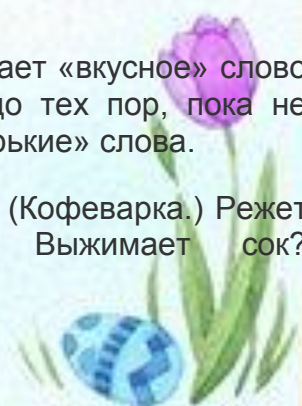 ает «вкусное» слово
до тех пор, пока не
рькие» слова.
(Кофеварка.) Режет
Выжимает сок?